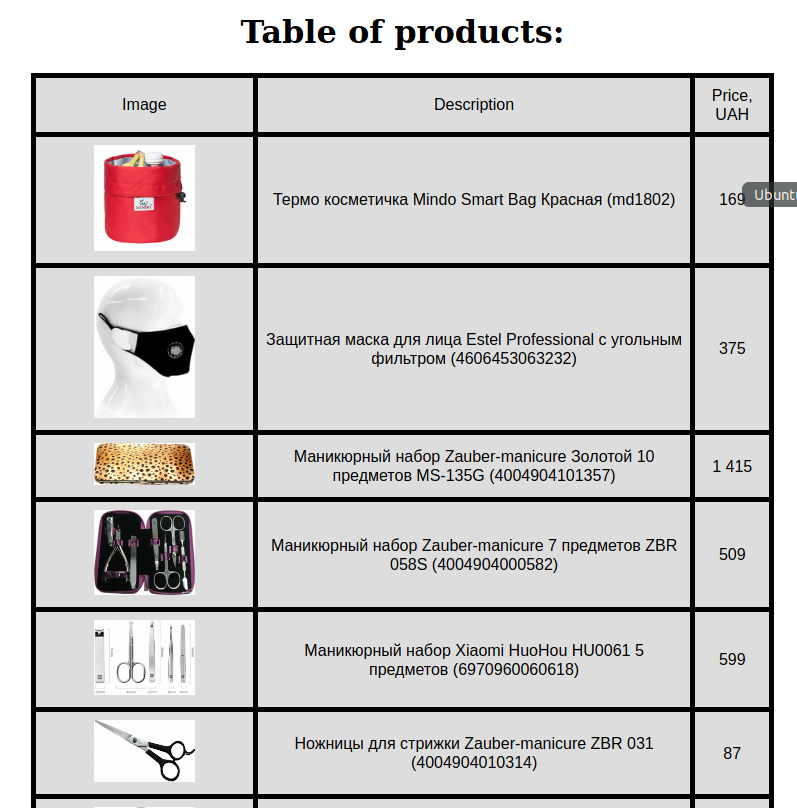 Table of products:
Image
Description
Price,
UAH
Термо косметичка Mindo Smart Bag Красная (md1802)
169
Ubuntu
Защитная маска для лица Estel Professional с угольным
фильтром (4606453063232)
375
Маникюрный набор Zauber-manicure Золотой 10
предметов MS-135G (4004904101357)
1 415
Маникюрный набор Zauber-manicure 7 предметов ZBR
058S (4004904000582)
509
Маникюрный набор Xiaomi HuoHou HU0061 5
предметов (6970960060618)
599
Ножницы для стрижки Zauber-manicure ZBR 031
(4004904010314)
87